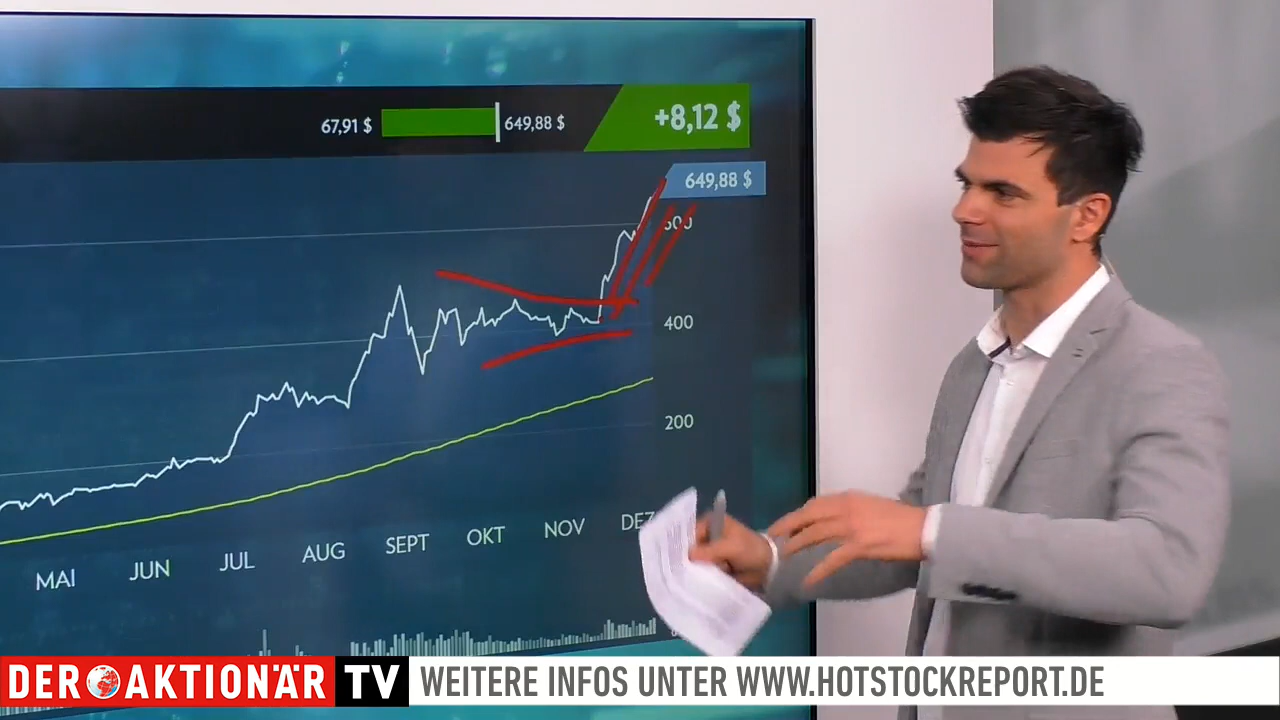 67,91 $ 649,88 $ +8,12 $
649,88 $
600
400
200
MAI JUN JUL AUG SEPT OKT NOV DEZ
DER AKTIONÄR TV WEITERE INFOS UNTER WWW.HOTSTOCKREPORT.DE